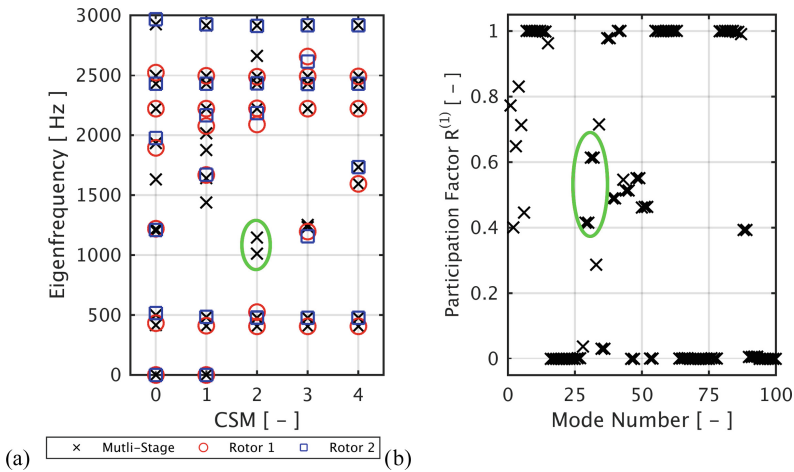 3000
2500
2000
1500
1000
500
0
Eigenfrequency [ Hz ]
0 1 2 3 4
CSM [ - ]
Mutli-Stage Rotor 1 Rotor 2
(a)
1
0.8
0.6
0.4
0.2
0
Participation Factor R(1) [ - ]
0 25 50 75 100
Mode Number [ - ]
(b)